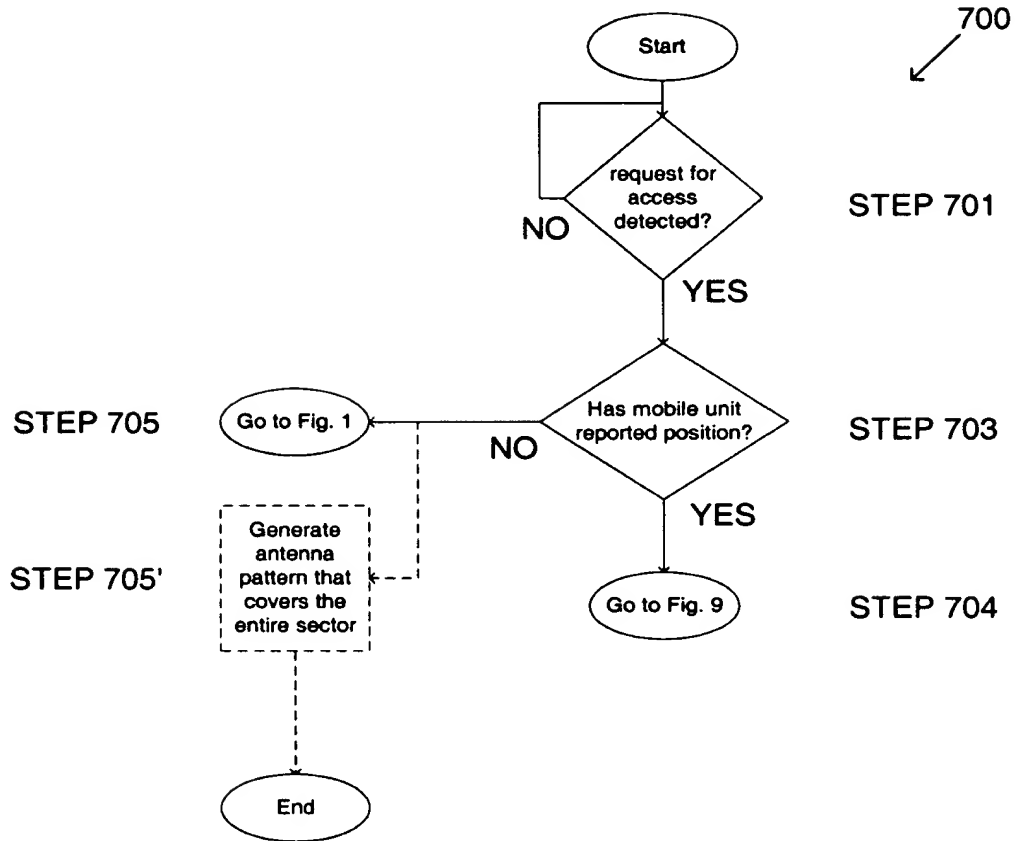 700
Start
request for
access
detected?
STEP 701
NO
YES
STEP 705
Go to Fig. 1
NO
Has mobile unit
reported position?
STEP 703
YES
STEP 705'
Generate
antenna
pattern that
covers the
entire sector
Go to Fig. 9
STEP 704
End